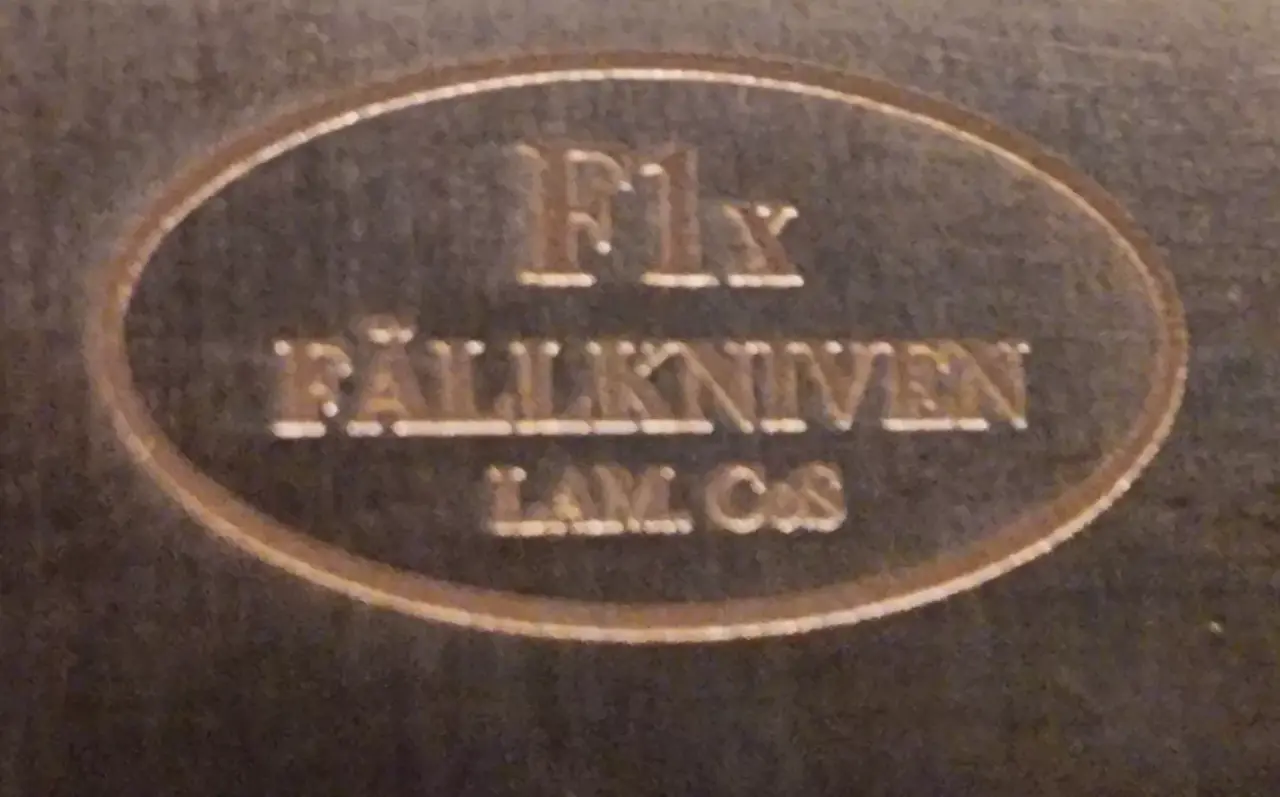 F1x
FÄLLKNIVEN
LAM. CoS